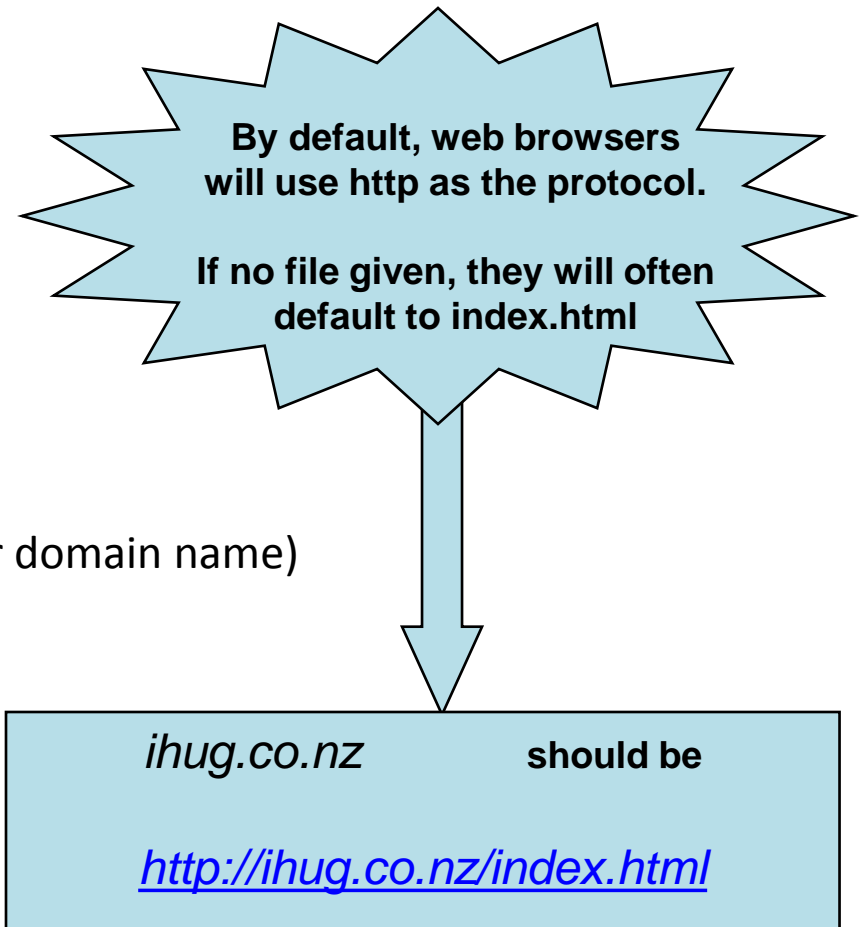 By default, web browsers
will use http as the protocol.
If no file given, they will often
default to index.html
domain name)
ihug.co.nz should be
http://ihug.co.nz/index.html